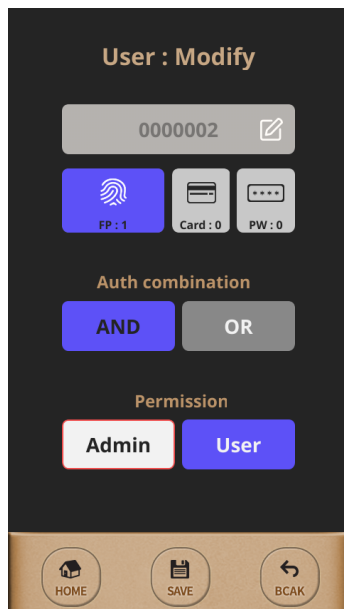 User : Modify
0000002
FP : 1 Card : 0 PW : 0
Auth combination
AND OR
Permission
Admin User
HOME SAVE BCAK